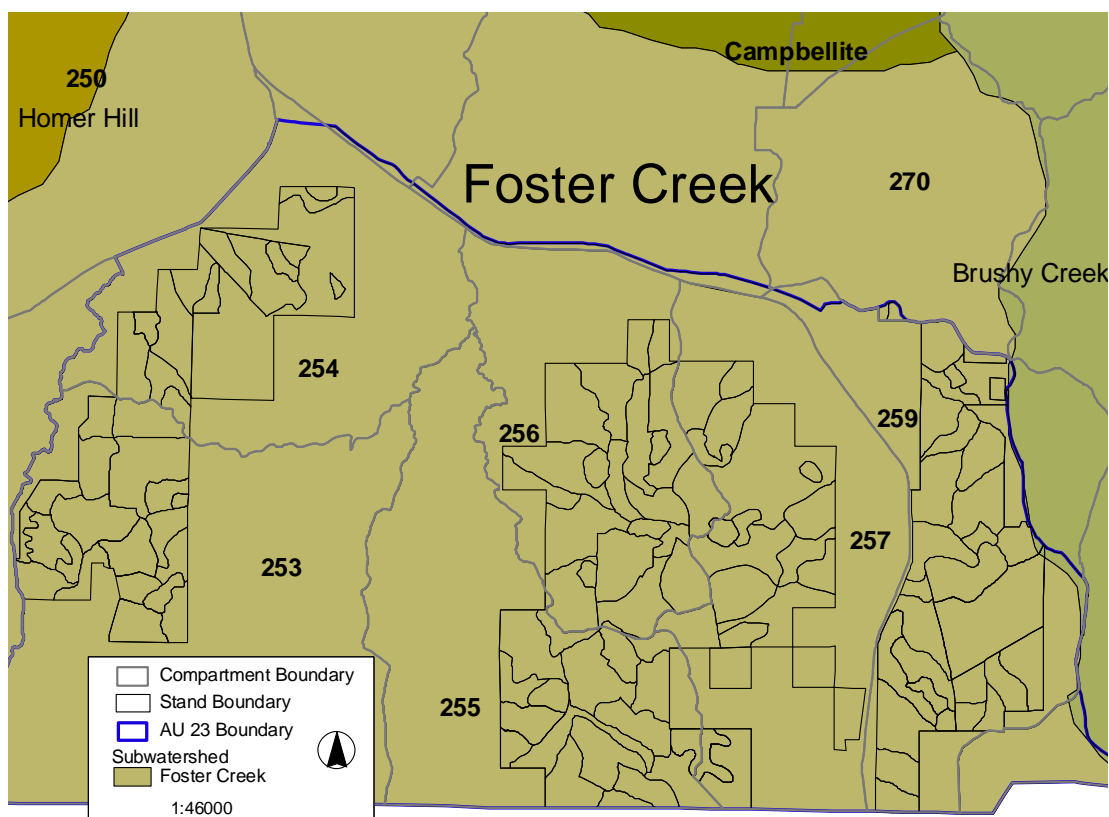 Campbellite
250
Homer Hill
Foster Creek
270
Brushy Creek
254
259
256
257
253
255
Compartment Boundary
Stand Boundary
AU 23 Boundary
Subwatershed
Foster Creek
1:46000